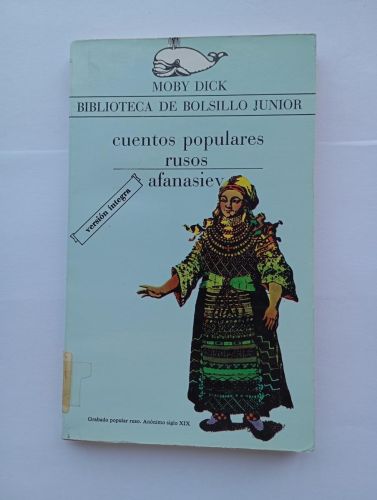 MOBY DICK
BIBLIOTECA DE BOLSILLO JUNIOR
cuentos populares
rusos
afanasiev
versión íntegra
Grabado popular ruso. Anónimo siglo XIX